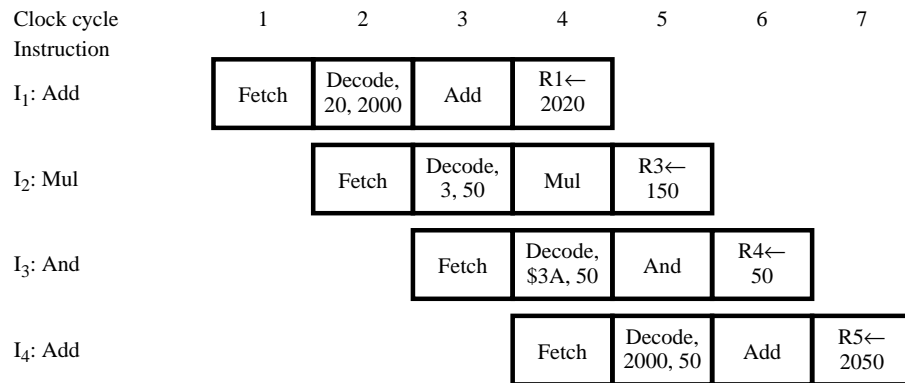 Clock cycle 1 2 3 4 5 6 7
Instruction
I1: Add
Fetch
Decode,
20, 2000
Add
R1←
2020
I2: Mul
Fetch
Decode,
3, 50
Mul
R3←
150
I3: And
Fetch
Decode,
$3A, 50
And
R4←
50
I4: Add
Fetch
Decode,
2000, 50
Add
R5←
2050